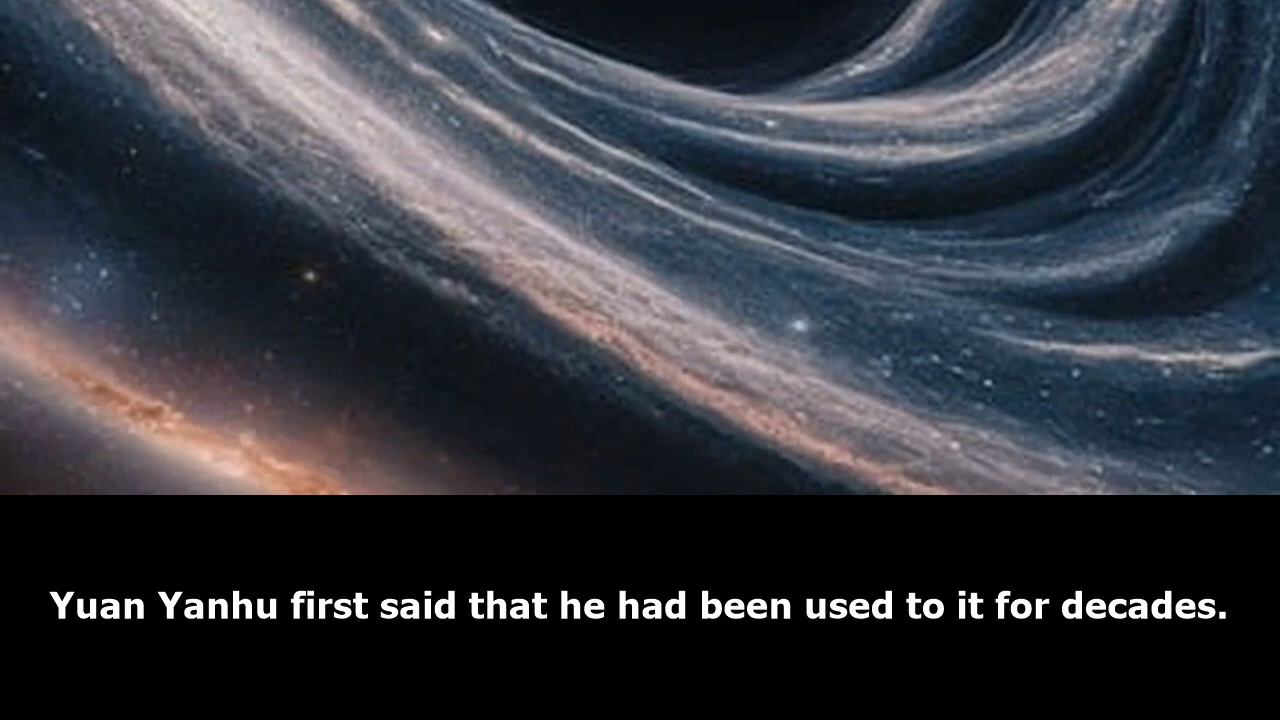 Yuan Yanhu first said that he had been used to it for decades.